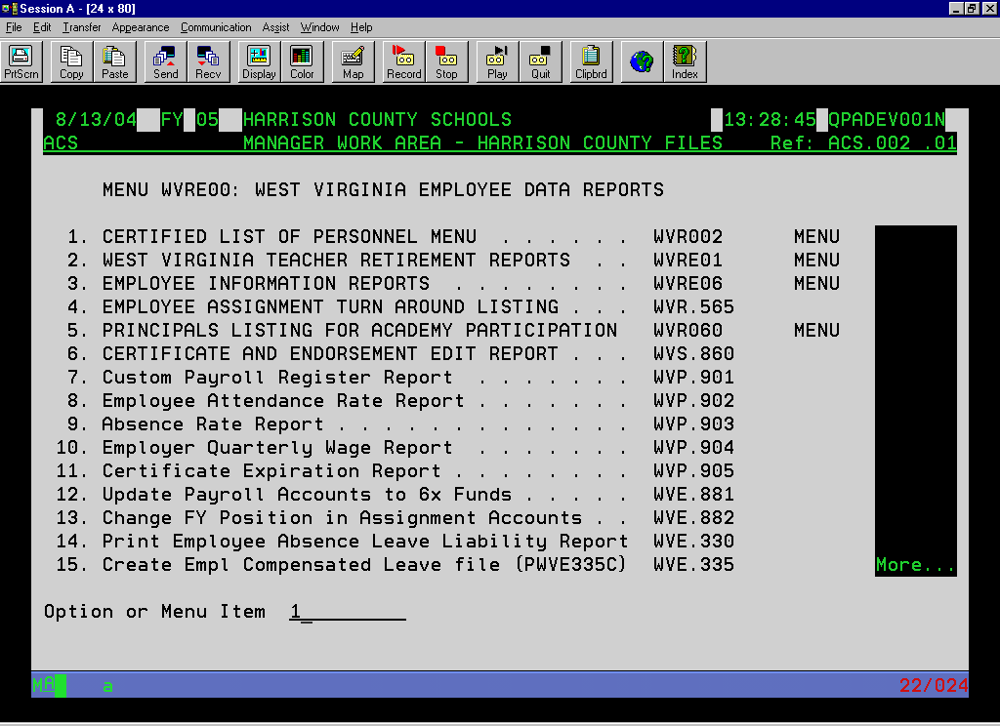 Session A - [24 x 80]
File Edit Transfer Appearance Communication Assist Window Help
PrtScrn Copy Paste Send Recv Display Color Map Record Stop Play Quit Clipbrd Index
8/13/04 FY 05 HARRISON COUNTY SCHOOLS 13:28:45 QPADEV001N
ACS MANAGER WORK AREA - HARRISON COUNTY FILES Ref: ACS.002 .01
MENU WVRE00: WEST VIRGINIA EMPLOYEE DATA REPORTS
1. CERTIFIED LIST OF PERSONNEL MENU . . . . . . WVR002 MENU
2. WEST VIRGINIA TEACHER RETIREMENT REPORTS . . WVRE01 MENU
3. EMPLOYEE INFORMATION REPORTS . . . . . . . . WVRE06 MENU
4. EMPLOYEE ASSIGNMENT TURN AROUND LISTING . . . WVR.565
5. PRINCIPALS LISTING FOR ACADEMY PARTICIPATION WVR060 MENU
6. CERTIFICATE AND ENDORSEMENT EDIT REPORT . . . WVS.860
7. Custom Payroll Register Report . . . . . . . WVP.901
8. Employee Attendance Rate Report . . . . . . . WVP.902
9. Absence Rate Report . . . . . . . . . . . . . WVP.903
10. Employer Quarterly Wage Report . . . . . . . WVP.904
11. Certificate Expiration Report . . . . . . . . WVP.905
12. Update Payroll Accounts to 6x Funds . . . . . WVE.881
13. Change FY Position in Assignment Accounts . . WVE.882
14. Print Employee Absence Leave Liability Report WVE.330
15. Create Empl Compensated Leave file (PWVE335C) WVE.335 More...
Option or Menu Item 1_
MA a 22/024